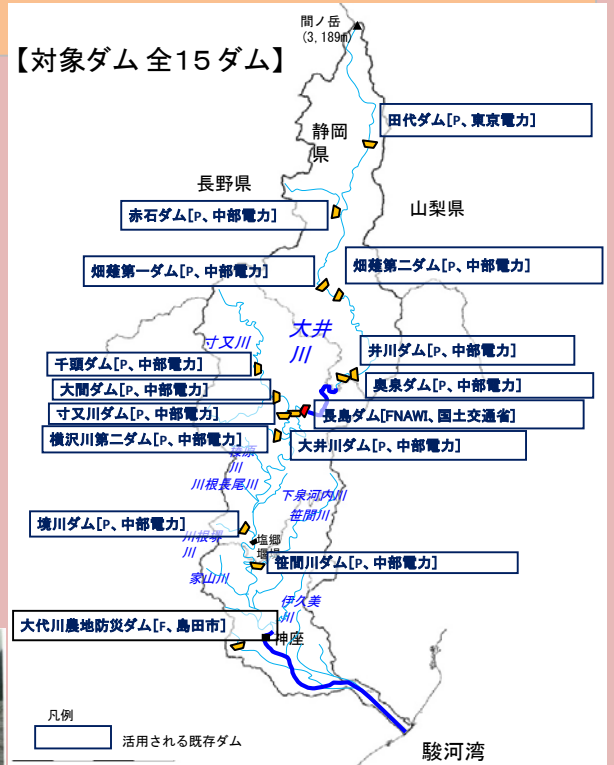 間ノ岳
(3,189m)
【対象ダム 全15ダム】
田代ダム[P、東京電力]
静岡
県
長野県
山梨県
赤石ダム[P、中部電力]
畑薙第一ダム[P、中部電力]
畑薙第二ダム[P、中部電力]
大井
川
寸又川
井川ダム[P、中部電力]
千頭ダム[P、中部電力]
奥泉ダム[P、中部電力]
大間ダム[P、中部電力]
寸又川ダム[P、中部電力]
長島ダム[FNAWI、国土交通省]
横沢川第二ダム[P、中部電力]
大井川ダム[P、中部電力]
榛原
川
川根長尾川
下泉河内川
笹間川
境川ダム[P、中部電力]
川根境
川
塩郷
堰堤
笹間川ダム[P、中部電力]
家山川
伊久美
川
大代川農地防災ダム[F、島田市]
神座
凡例
活用される既存ダム
駿河湾